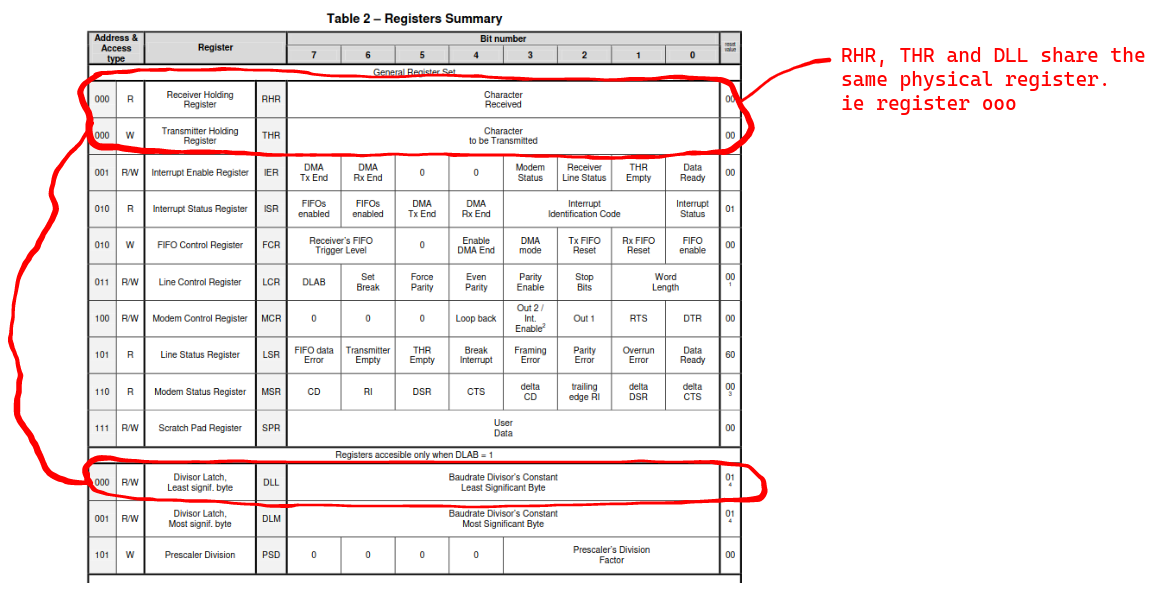 Table 2 – Registers Summary
Address & Access type Register Bit number reset value
7 6 5 4 3 2 1 0
General Register Set
000 R Receiver Holding Register RHR Character Received 00
000 W Transmitter Holding Register THR Character to be Transmitted 00
001 R/W Interrupt Enable Register IER DMA Tx End DMA Rx End 0 0 Modem Status Receiver Line Status THR Empty Data Ready 00
010 R Interrupt Status Register ISR FIFOs enabled FIFOs enabled DMA Tx End DMA Rx End Interrupt Identification Code Interrupt Status 01
010 W FIFO Control Register FCR Receiver's FIFO Trigger Level 0 Enable DMA End DMA mode Tx FIFO Reset Rx FIFO Reset FIFO enable 00
011 R/W Line Control Register LCR DLAB Set Break Force Parity Even Parity Parity Enable Stop Bits Word Length 00 1
100 R/W Modem Control Register MCR 0 0 0 Loop back Out 2 / Int. Enable2 Out 1 RTS DTR 00
101 R Line Status Register LSR FIFO data Error Transmitter Empty THR Empty Break Interrupt Framing Error Parity Error Overrun Error Data Ready 60
110 R Modem Status Register MSR CD RI DSR CTS delta CD trailing edge RI delta DSR delta CTS 00 3
111 R/W Scratch Pad Register SPR User Data 00
Registers accesible only when DLAB = 1
000 R/W Divisor Latch, Least signif. byte DLL Baudrate Divisor's Constant Least Significant Byte 01 4
001 R/W Divisor Latch, Most signif. byte DLM Baudrate Divisor's Constant Most Significant Byte 01 4
101 W Prescaler Division PSD 0 0 0 0 Prescaler's Division Factor 00
RHR, THR and DLL share the
same physical register.
ie register ooo